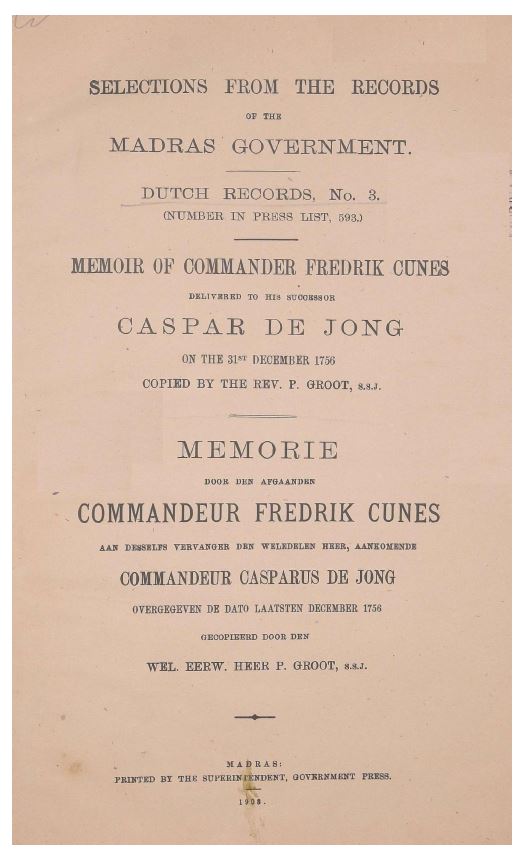 SELECTIONS FROM THE RECORDS
OF THE
MADRAS GOVERNMENT.
DUTCH RECORDS, No. 3.
(NUMBER IN PRESS LIST, 593.)
MEMOIR OF COMMANDER FREDRIK CUNES
DELIVERED TO HIS SUCCESSOR
CASPAR DE JONG
ON THE 31ST DECEMBER 1756
COPIED BY THE REV. P. GROOT, S.S.J.
MEMORIE
DOOR DEN AFGAANDEN
COMMANDEUR FREDRIK CUNES
AAN DESSELFS VERVANGER DEN WELEDELEN HEER, AANKOMENDE
COMMANDEUR CASPARUS DE JONG
OVERGEGEVEN DE DATO LAATSTEN DECEMBER 1756
GECOPIEERD DOOR DEN
WEL. EERW. HEER P. GROOT, S.S.J.
MADRAS:
PRINTED BY THE SUPERINTENDENT, GOVERNMENT PRESS.
1908.